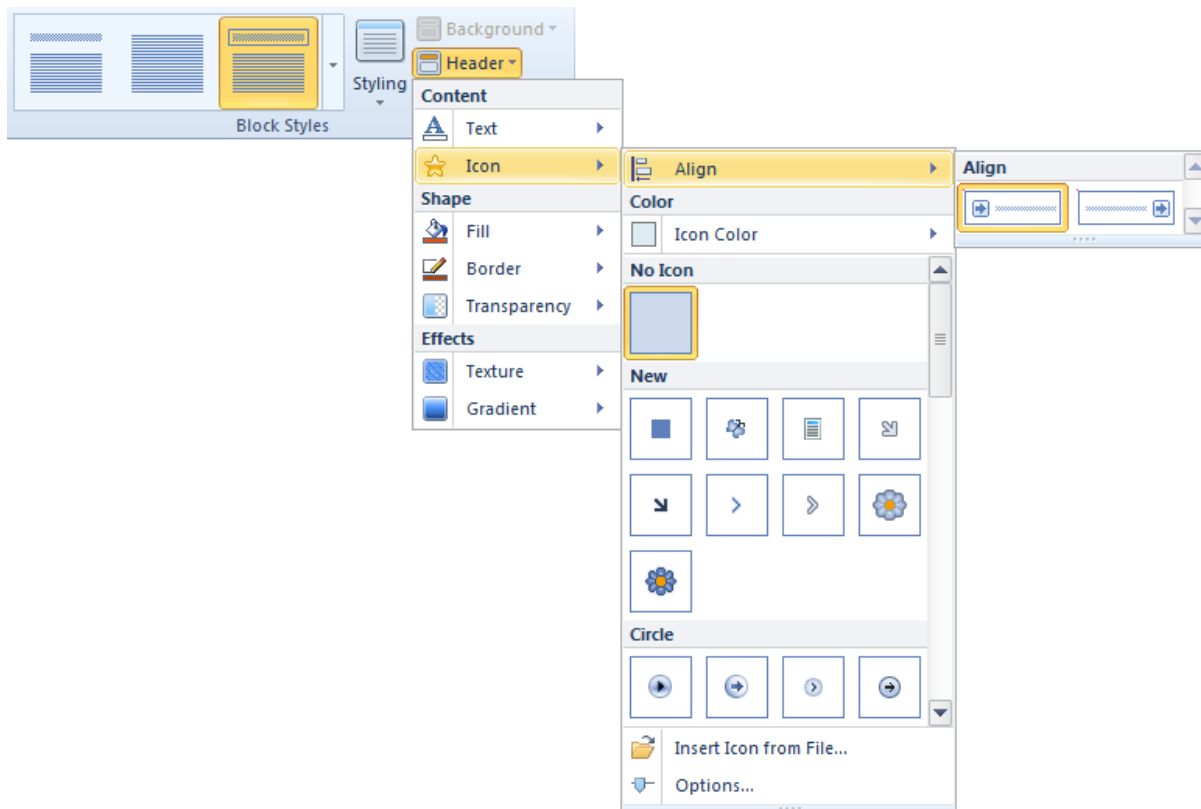 Background
Header
Styling
Block Styles
Content
Text
Icon
Shape
Fill
Border
Transparency
Effects
Texture
Gradient
Align
Color
Icon Color
No Icon
New
Circle
Insert Icon from File...
Options...
Align